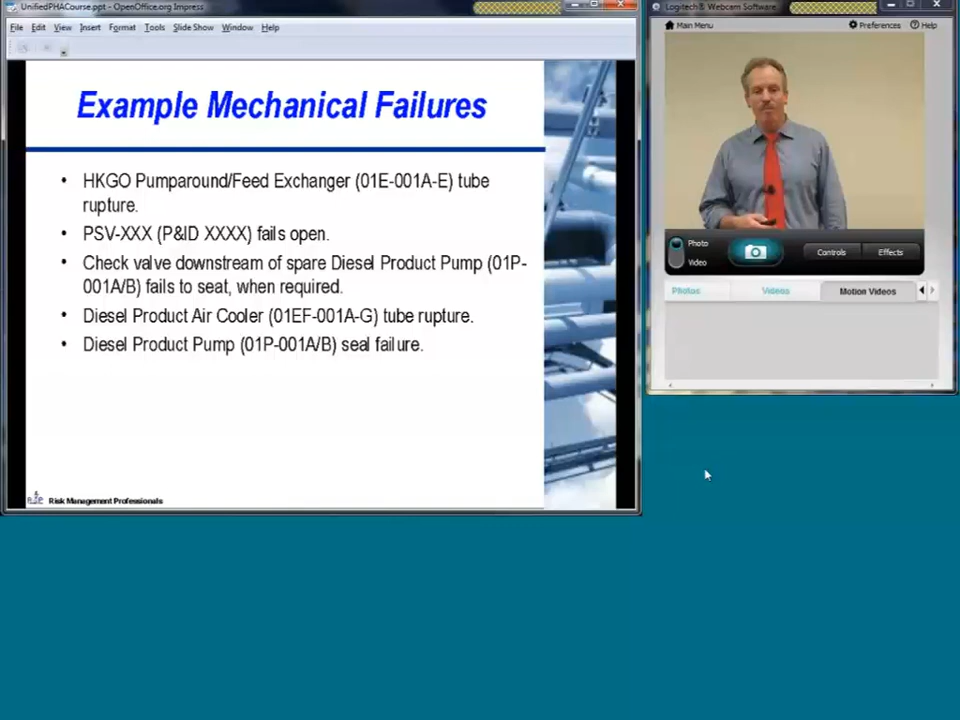 UnifiedPHACourse.ppt - OpenOffice.org Impress
File Edit View Insert Format Tools Slide Show Window Help
Example Mechanical Failures
• HKGO Pumparound/Feed Exchanger (01E-001A-E) tube
rupture.
• PSV-XXX (P&ID XXXX) fails open.
• Check valve downstream of spare Diesel Product Pump (01P-
001A/B) fails to seat, when required.
• Diesel Product Air Cooler (01EF-001A-G) tube rupture.
• Diesel Product Pump (01P-001A/B) seal failure.
Risk Management Professionals
Logitech® Webcam Software
Main Menu Preferences Help
Photo
Video
Controls Effects
Photos Videos Motion Videos